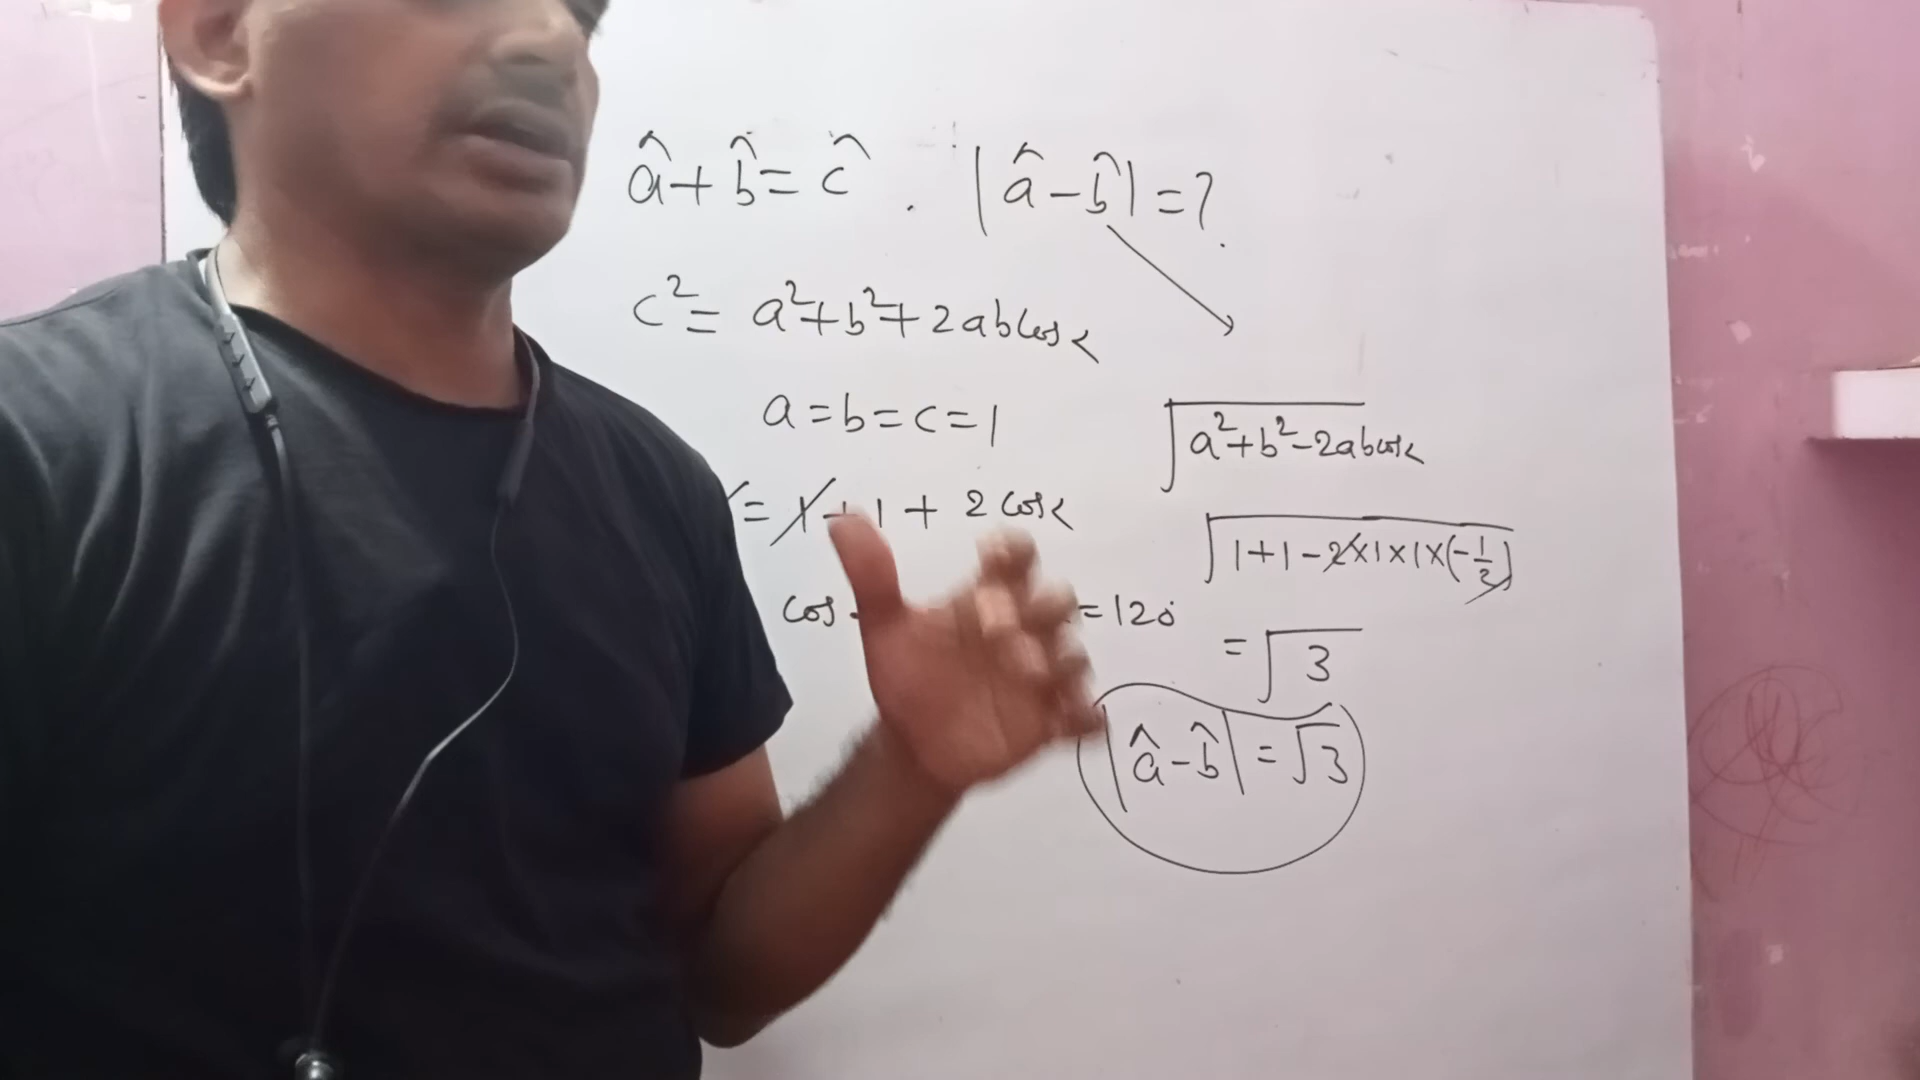 â + b̂ = ĉ . |â - b̂| = ?
c² = a² + b² + 2ab cos α
a = b = c = 1
= 1 + 1 + 2 cos α
cos = 120°
√(a² + b² - 2ab cos α)
√(1 + 1 - 2×1×1×(-1/2))
= √3
|â - b̂| = √3